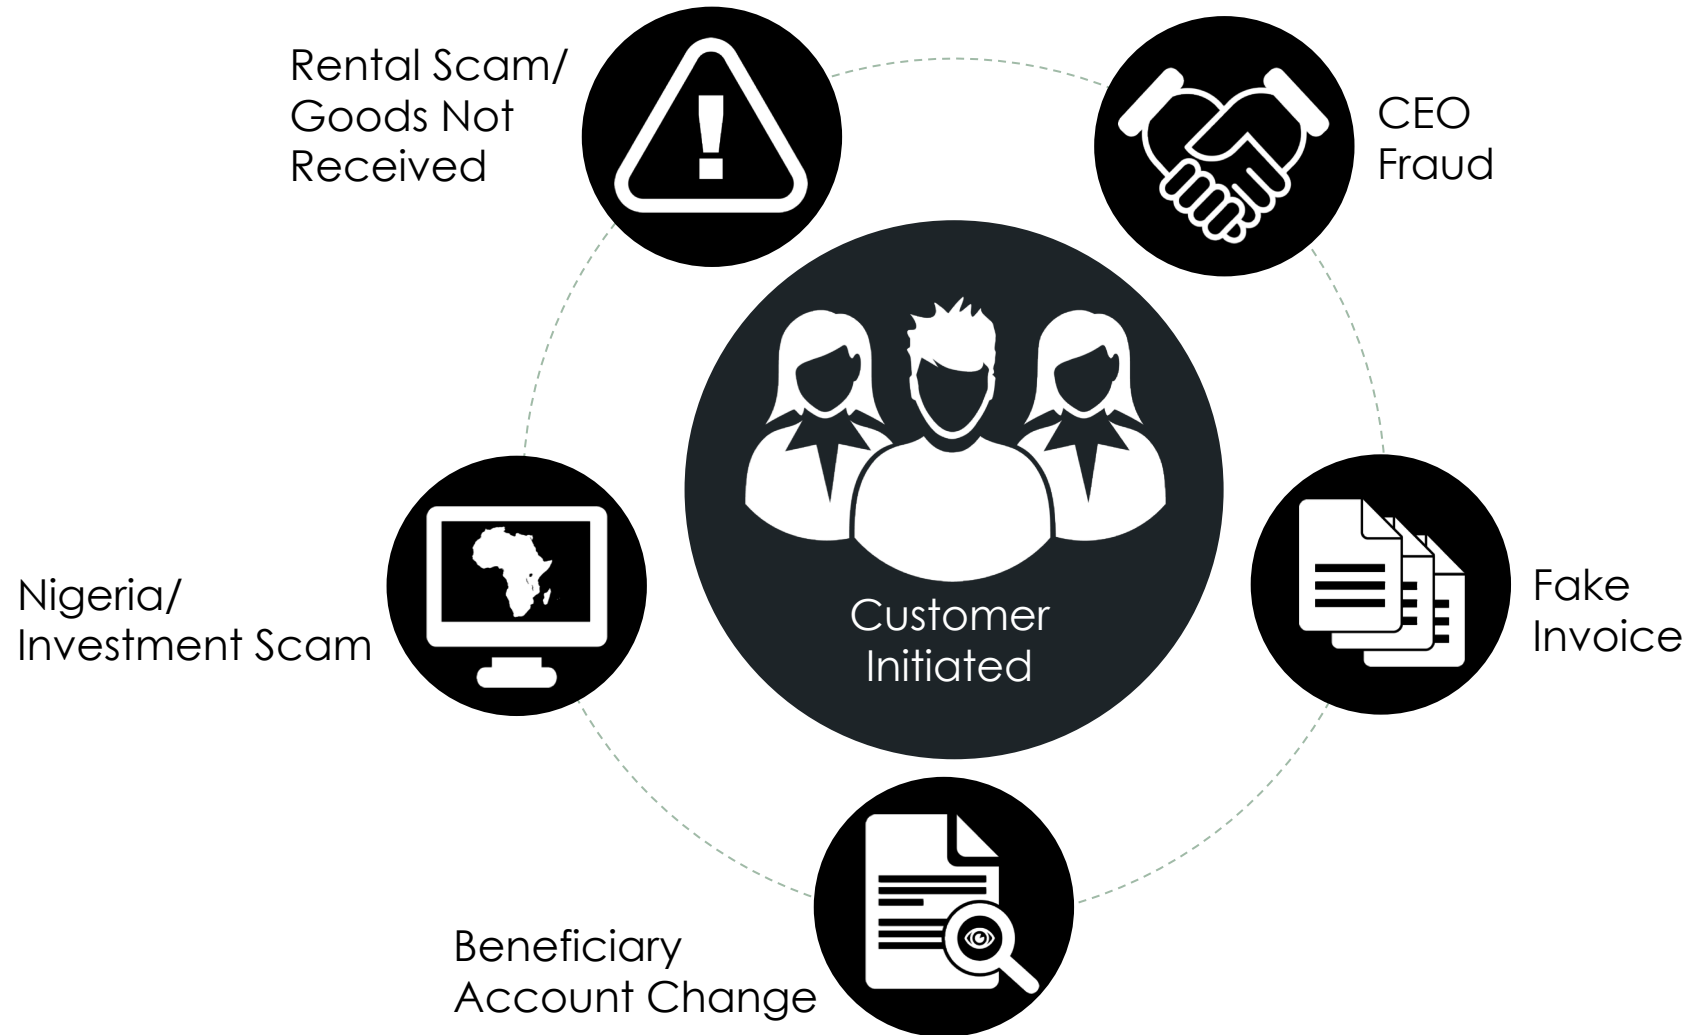 Rental Scam/
Goods Not
Received
CEO
Fraud
Customer
Initiated
Nigeria/
Investment Scam
Fake
Invoice
Beneficiary
Account Change